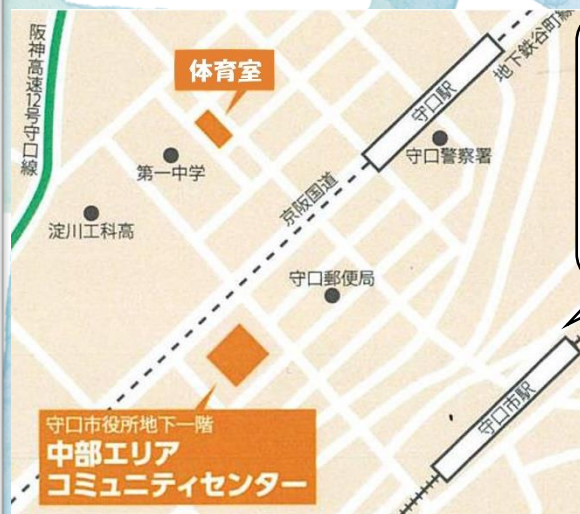 阪神高速12号守口線
体育室
守口駅
地下鉄谷町線
第一中学
守口警察署
京阪国道
淀川工科高
守口郵便局
守口市駅
守口市役所地下一階
中部エリア
コミュニティセンター